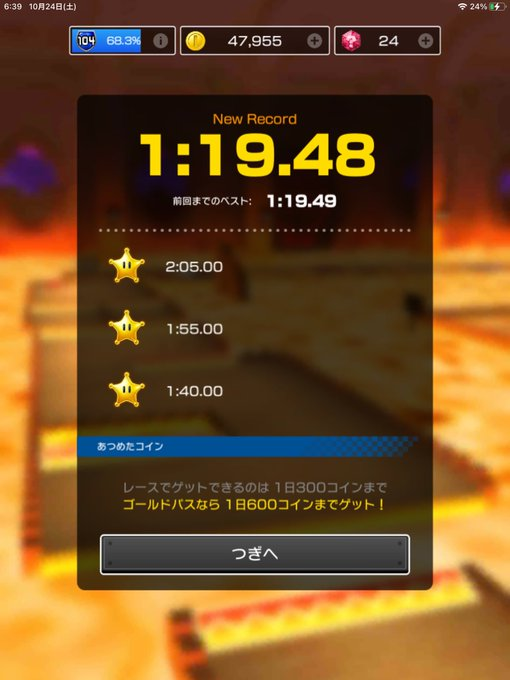 6:39 10月24日(土) 24%
104 68.3% 47,955 24
New Record
1:19.48
前回までのベスト: 1:19.49
2:05.00
1:55.00
1:40.00
あつめたコイン
レースでゲットできるのは 1日300コインまで
ゴールドパスなら 1日600コインまでゲット！
つぎへ